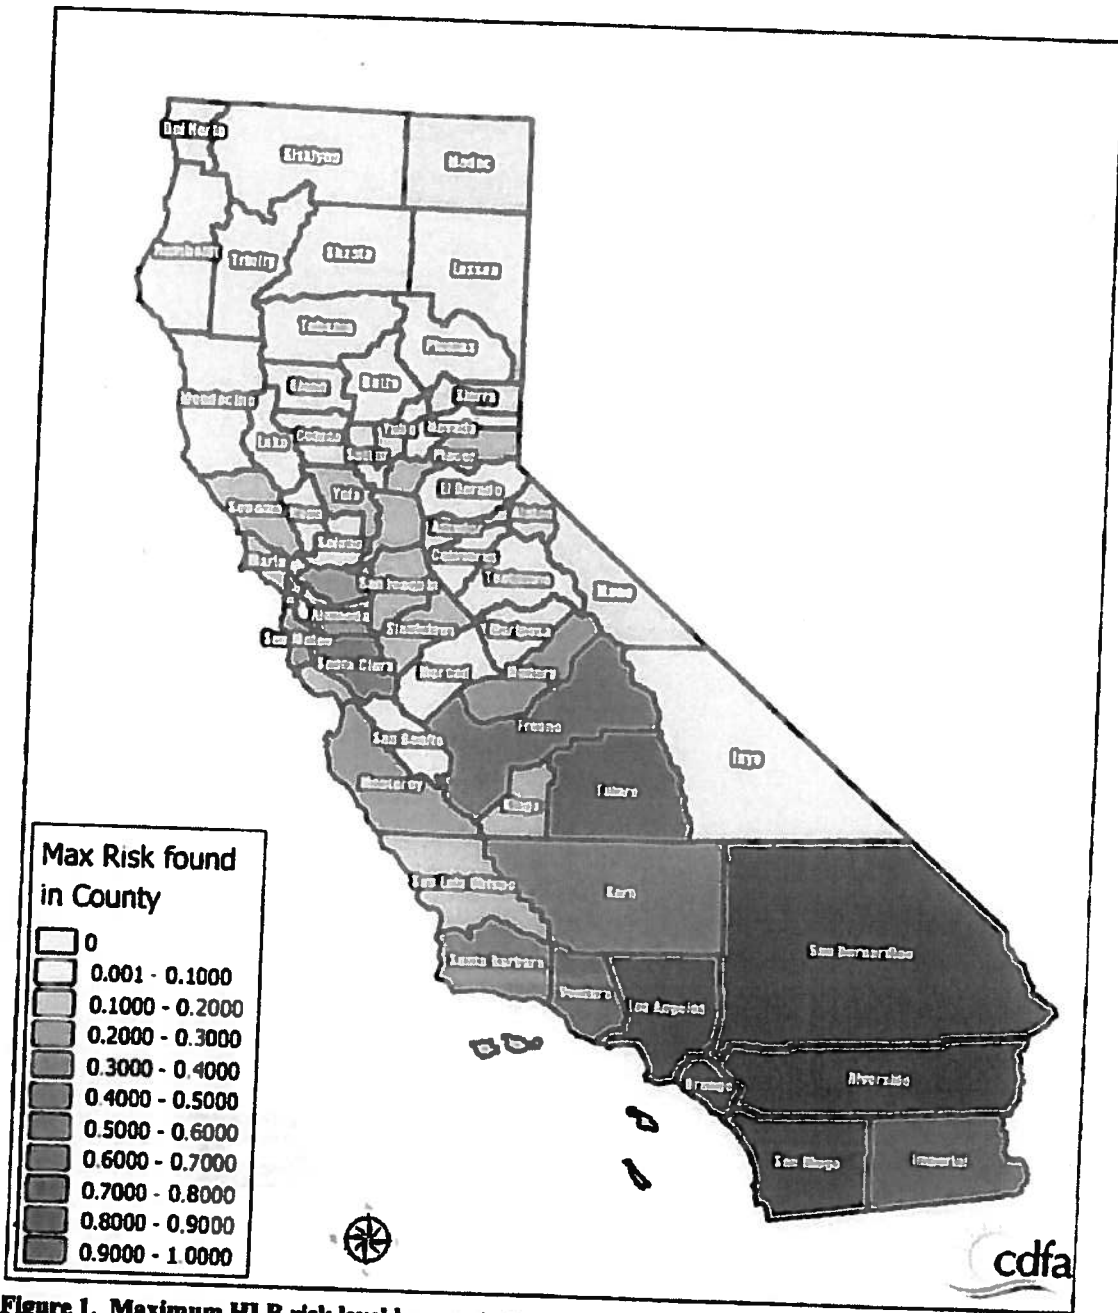 Del Norte
Siskiyou
Modoc
Humboldt
Trinity
Shasta
Lassen
Tehama
Plumas
Mendocino
Glenn
Butte
Sierra
Lake
Colusa
Sutter
Yuba
Nevada
Placer
Sonoma
Yolo
El Dorado
Solano
Marin
San Joaquin
Calaveras
Tuolumne
Mono
Alameda
San Mateo
Stanislaus
Mariposa
Santa Clara
Merced
Madera
San Benito
Fresno
Monterey
Kings
Tulare
Inyo
San Luis Obispo
Kern
Santa Barbara
Ventura
Los Angeles
San Bernardino
Orange
Riverside
San Diego
Imperial
Max Risk found
in County
0
0.001 - 0.1000
0.1000 - 0.2000
0.2000 - 0.3000
0.3000 - 0.4000
0.4000 - 0.5000
0.5000 - 0.6000
0.6000 - 0.7000
0.7000 - 0.8000
0.8000 - 0.9000
0.9000 - 1.0000
cdfa
Figure 1. Maximum HLB risk level